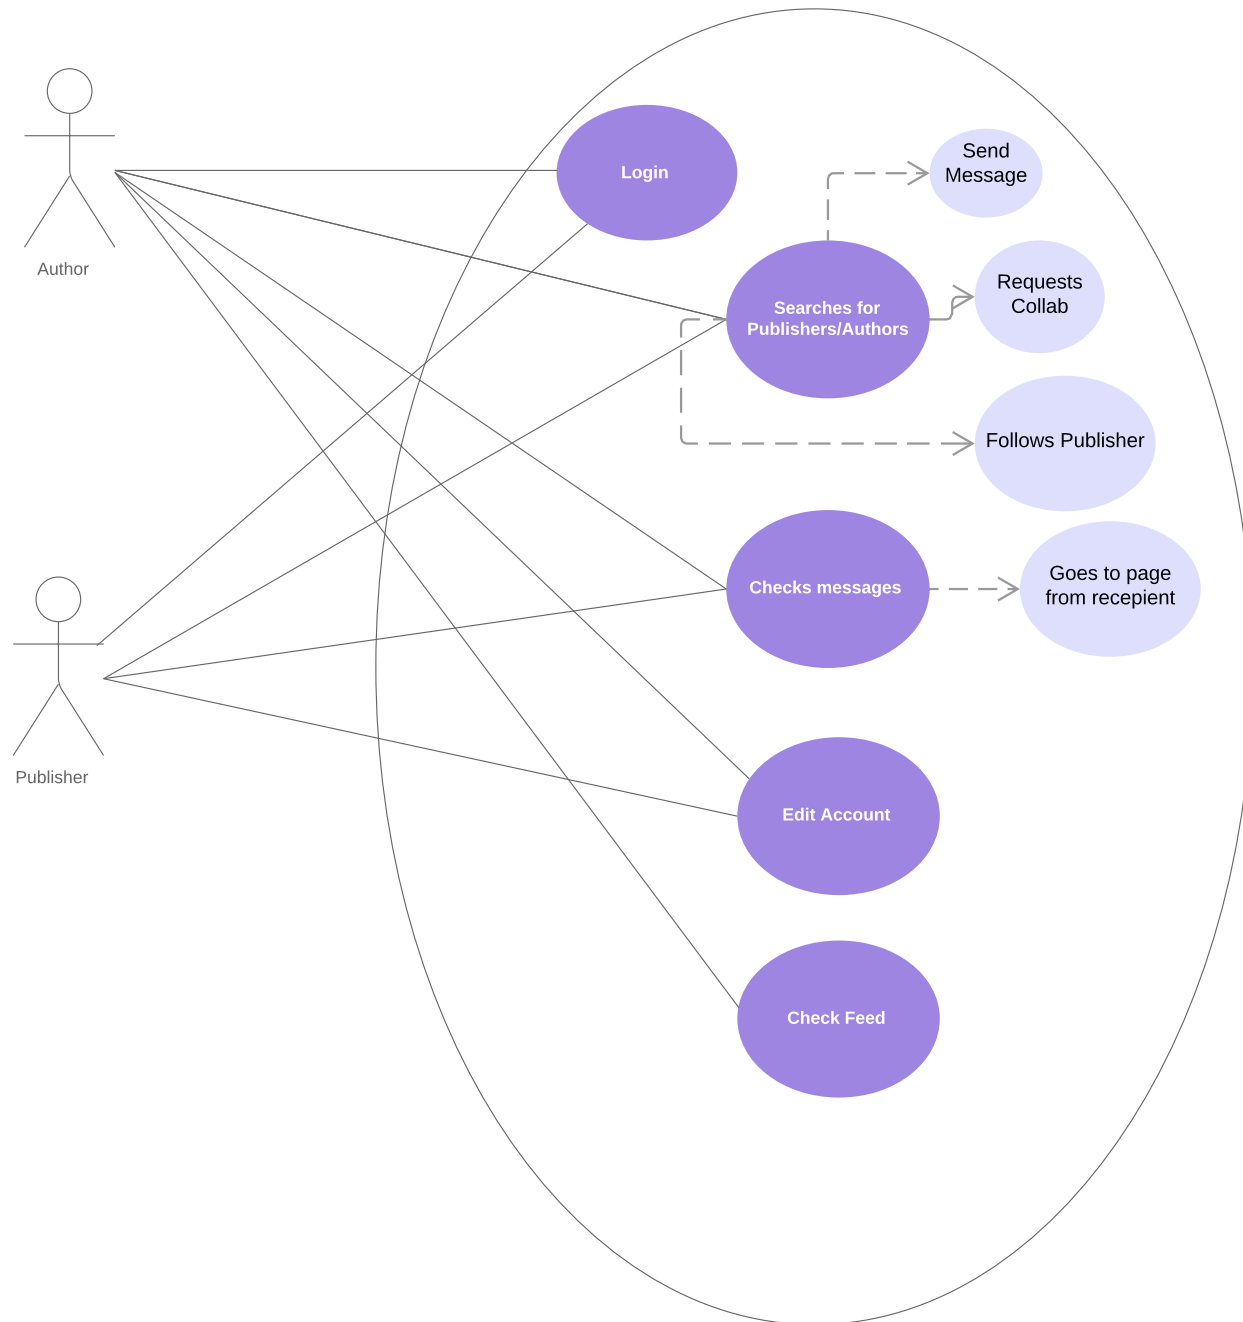 Login
Send
Message
Author
Searches for
Publishers/Authors
Requests
Collab
Follows Publisher
Checks messages
Goes to page
from recepient
Publisher
Edit Account
Check Feed